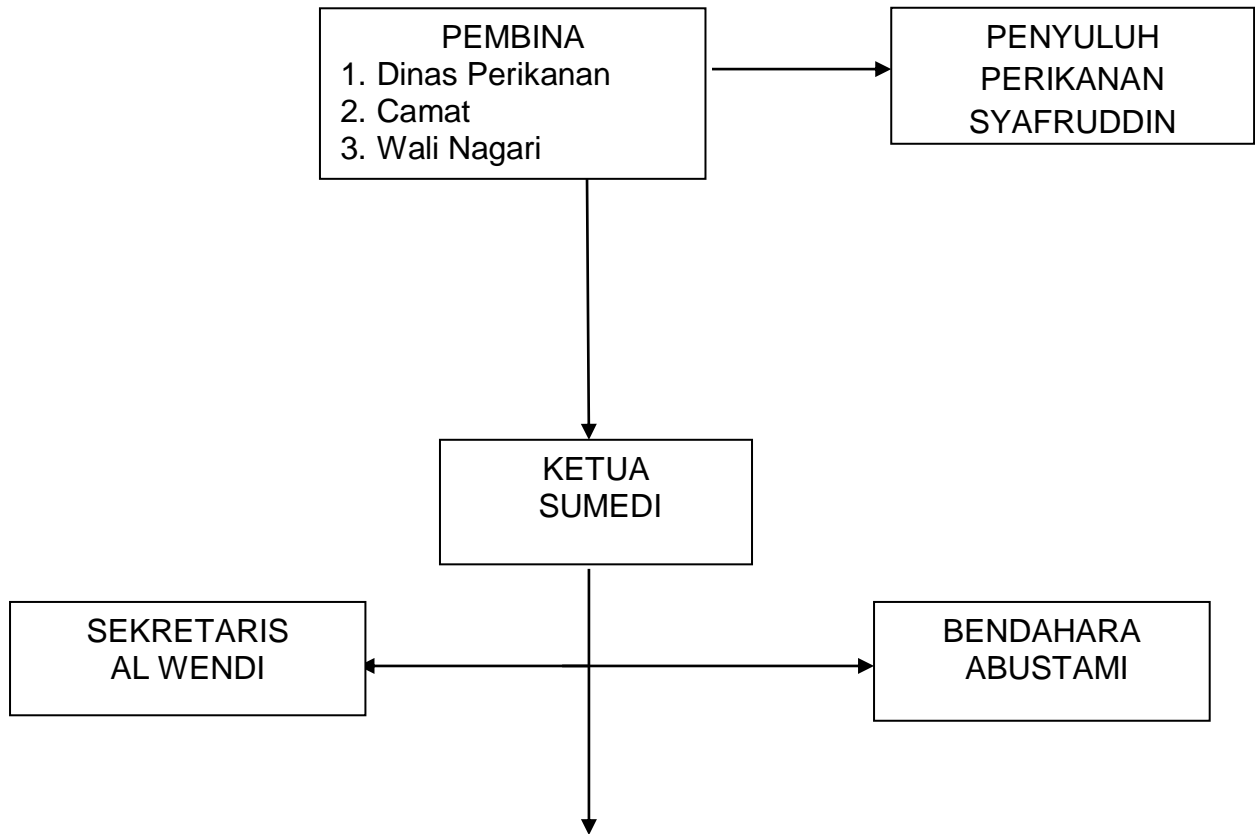 PEMBINA
1. Dinas Perikanan
2. Camat
3. Wali Nagari
PENYULUH
PERIKANAN
SYAFRUDDIN
KETUA
SUMEDI
SEKRETARIS
AL WENDI
BENDAHARA
ABUSTAMI